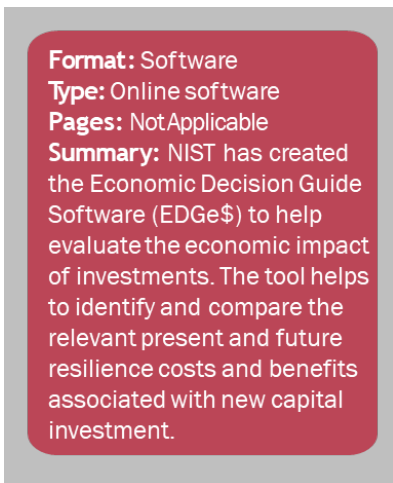 Format: Software
Type: Online software
Pages: Not Applicable
Summary: NIST has created
the Economic Decision Guide
Software (EDGe$) to help
evaluate the economic impact
of investments. The tool helps
to identify and compare the
relevant present and future
resilience costs and benefits
associated with new capital
investment.